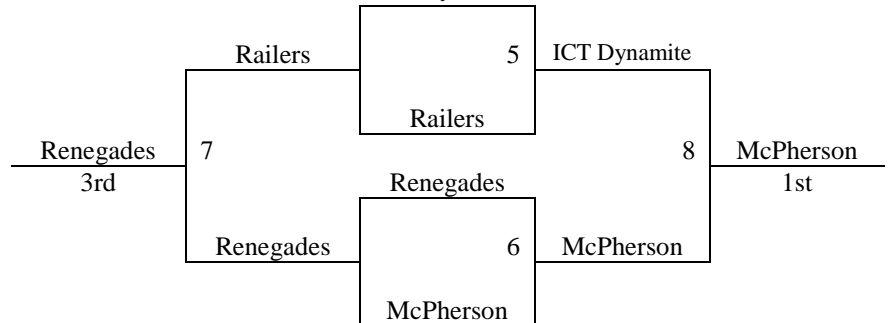 Railers 5 ICT Dynamite
Railers
Renegades 7 8 McPherson
3rd Renegades 1st
Renegades 6 McPherson
McPherson